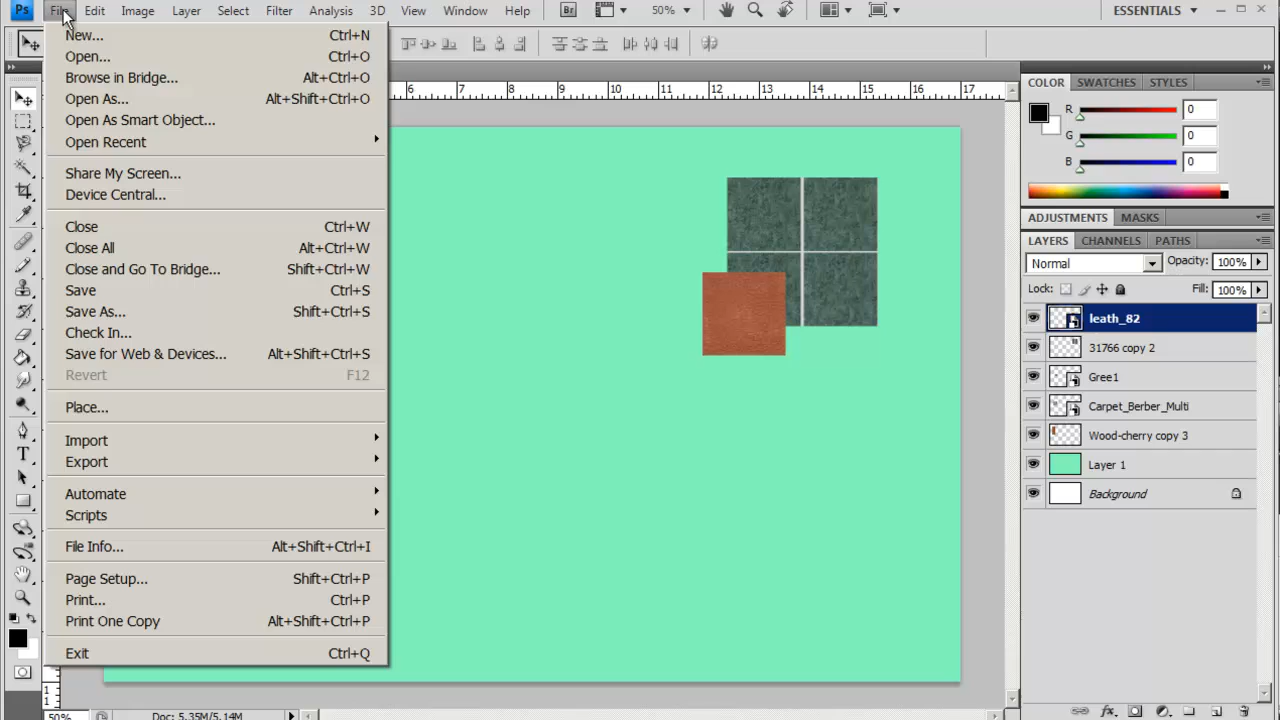 Ps File Edit Image Layer Select Filter Analysis 3D View Window Help Br 50% ESSENTIALS
New... Ctrl+N
Open... Ctrl+O
Browse in Bridge... Alt+Ctrl+O
Open As... Alt+Shift+Ctrl+O
Open As Smart Object...
Open Recent
Share My Screen...
Device Central...
Close Ctrl+W
Close All Alt+Ctrl+W
Close and Go To Bridge... Shift+Ctrl+W
Save Ctrl+S
Save As... Shift+Ctrl+S
Check In...
Save for Web & Devices... Alt+Shift+Ctrl+S
Revert F12
Place...
Import
Export
Automate
Scripts
File Info... Alt+Shift+Ctrl+I
Page Setup... Shift+Ctrl+P
Print... Ctrl+P
Print One Copy Alt+Shift+Ctrl+P
Exit Ctrl+Q
6 7 8 9 10 11 12 13 14 15 16 17
T
1
1
50% Doc: 5.35M/5.14M
COLOR SWATCHES STYLES
R 0
G 0
B 0
ADJUSTMENTS MASKS
LAYERS CHANNELS PATHS
Normal Opacity: 100%
Lock: Fill: 100%
leath_82
31766 copy 2
Gree1
Carpet_Berber_Multi
Wood-cherry copy 3
Layer 1
Background
fx